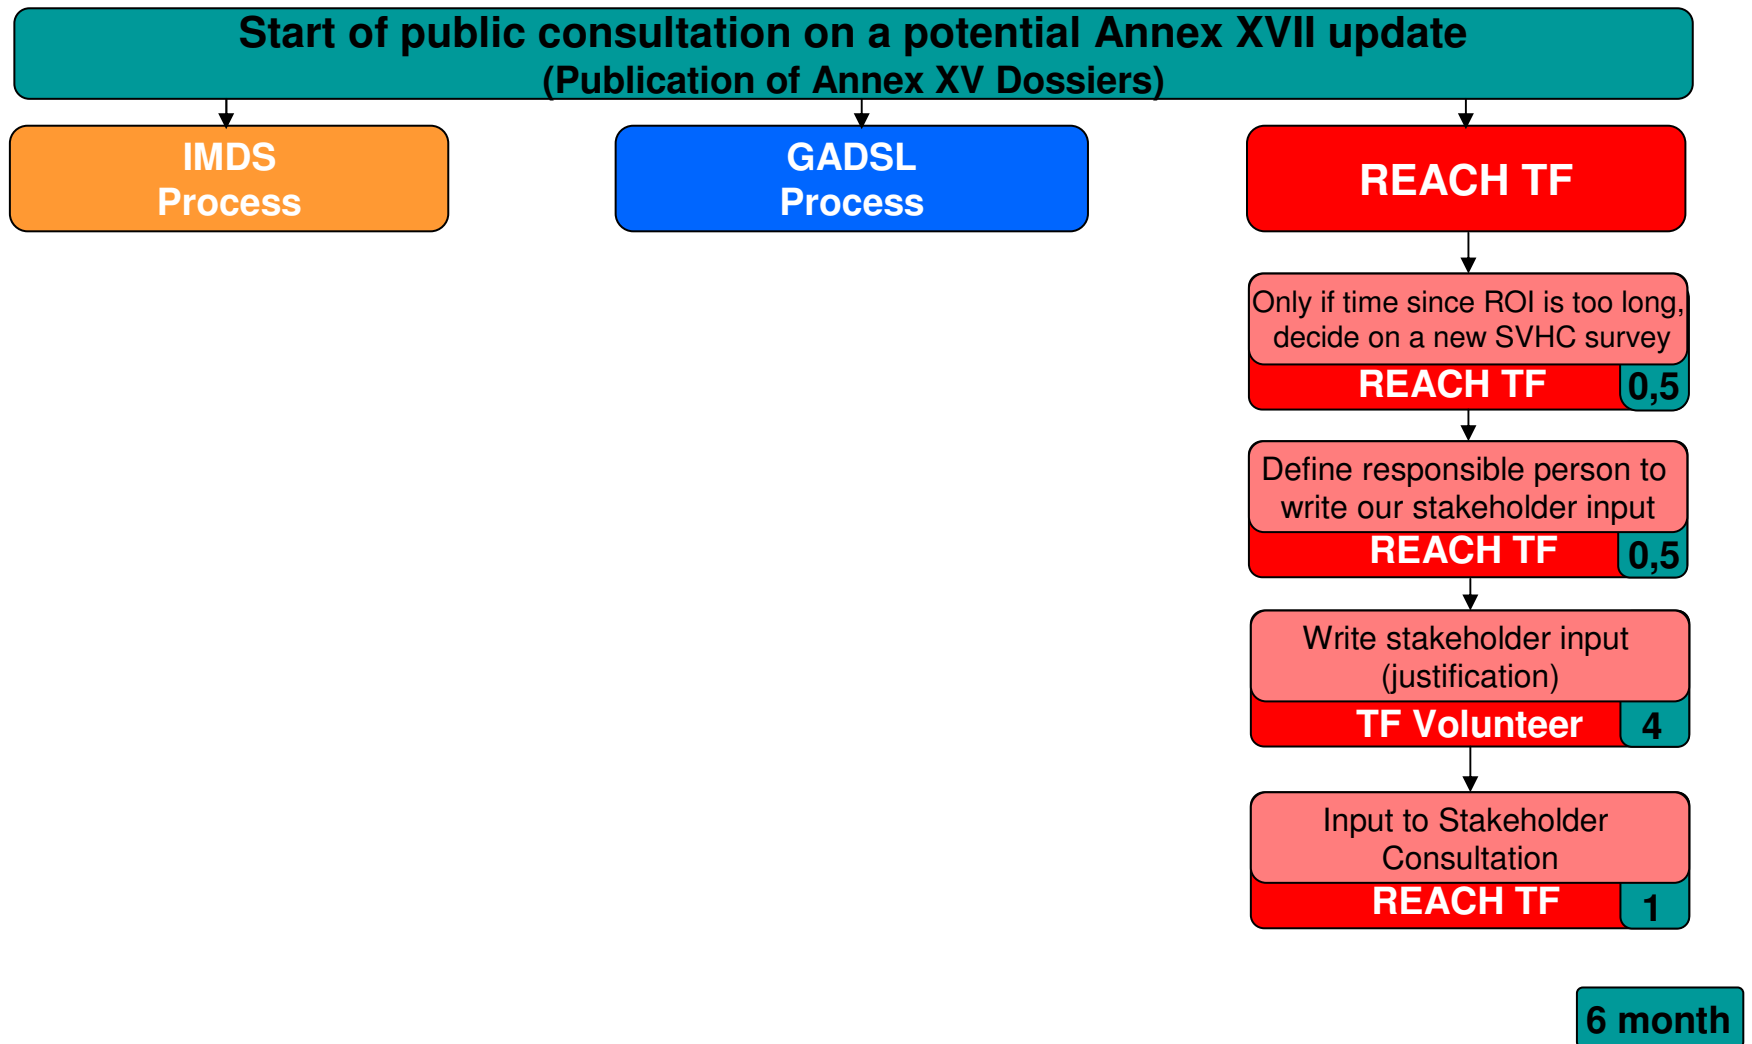 Start of public consultation on a potential Annex XVII update
(Publication of Annex XV Dossiers)
IMDS
Process
GADSL
Process
REACH TF
Only if time since ROI is too long,
decide on a new SVHC survey
REACH TF
0,5
Define responsible person to
write our stakeholder input
REACH TF
0,5
Write stakeholder input
(justification)
TF Volunteer
4
Input to Stakeholder
Consultation
REACH TF
1
6 month